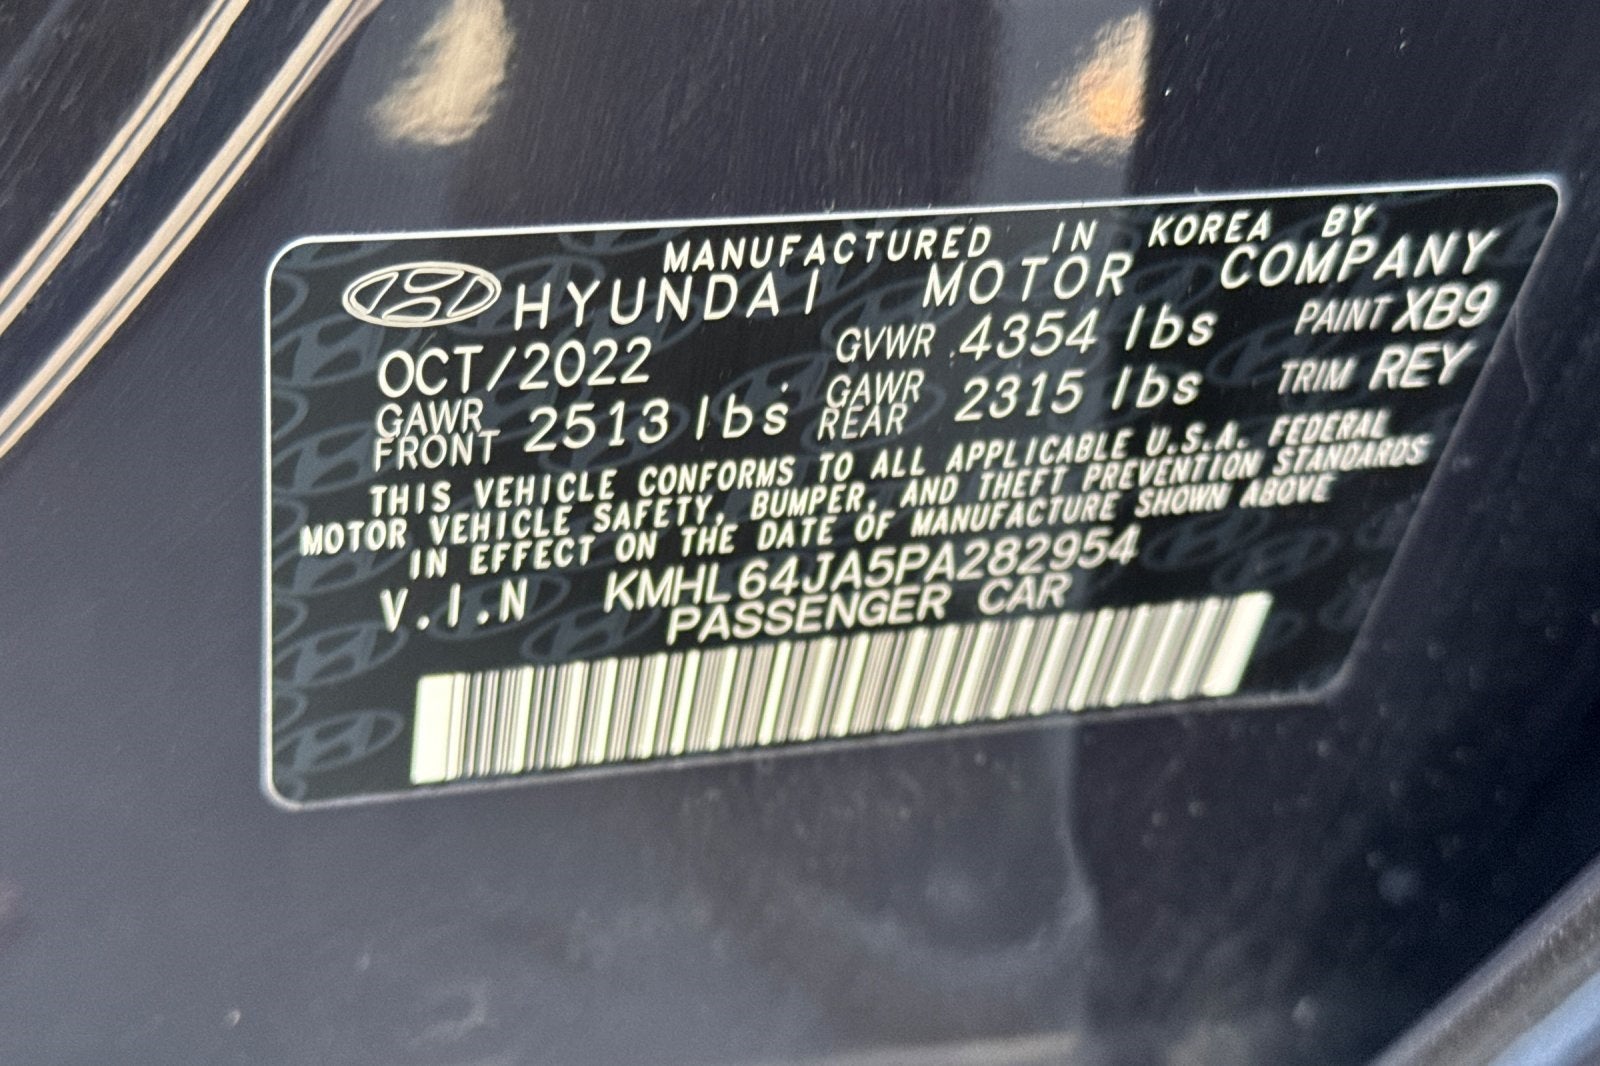 MANUFACTURED IN KOREA BY
HYUNDAI MOTOR COMPANY
OCT/2022 GVWR 4354 lbs PAINT XB9
GAWR FRONT 2513 lbs GAWR REAR 2315 lbs TRIM REY
THIS VEHICLE CONFORMS TO ALL APPLICABLE U.S.A. FEDERAL
MOTOR VEHICLE SAFETY, BUMPER, AND THEFT PREVENTION STANDARDS
IN EFFECT ON THE DATE OF MANUFACTURE SHOWN ABOVE
V.I.N KMHL64JA5PA282954
PASSENGER CAR